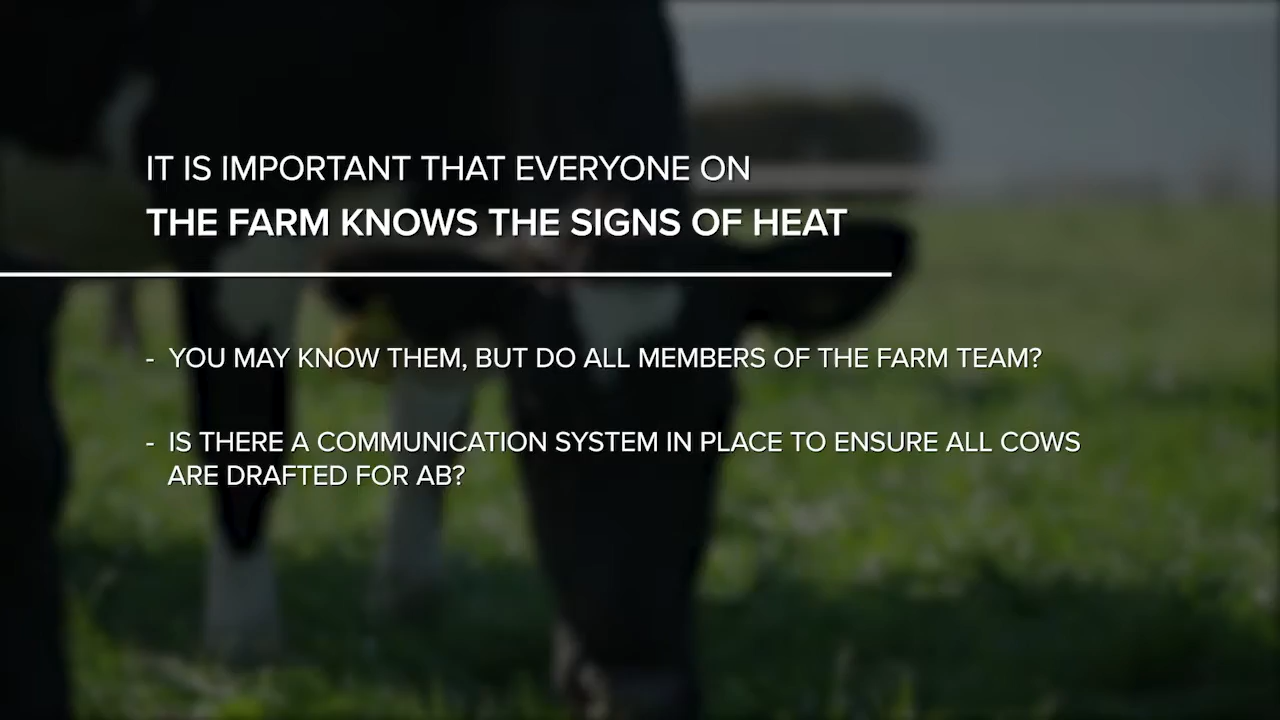 IT IS IMPORTANT THAT EVERYONE ON
THE FARM KNOWS THE SIGNS OF HEAT
- YOU MAY KNOW THEM, BUT DO ALL MEMBERS OF THE FARM TEAM?
- IS THERE A COMMUNICATION SYSTEM IN PLACE TO ENSURE ALL COWS
ARE DRAFTED FOR AB?